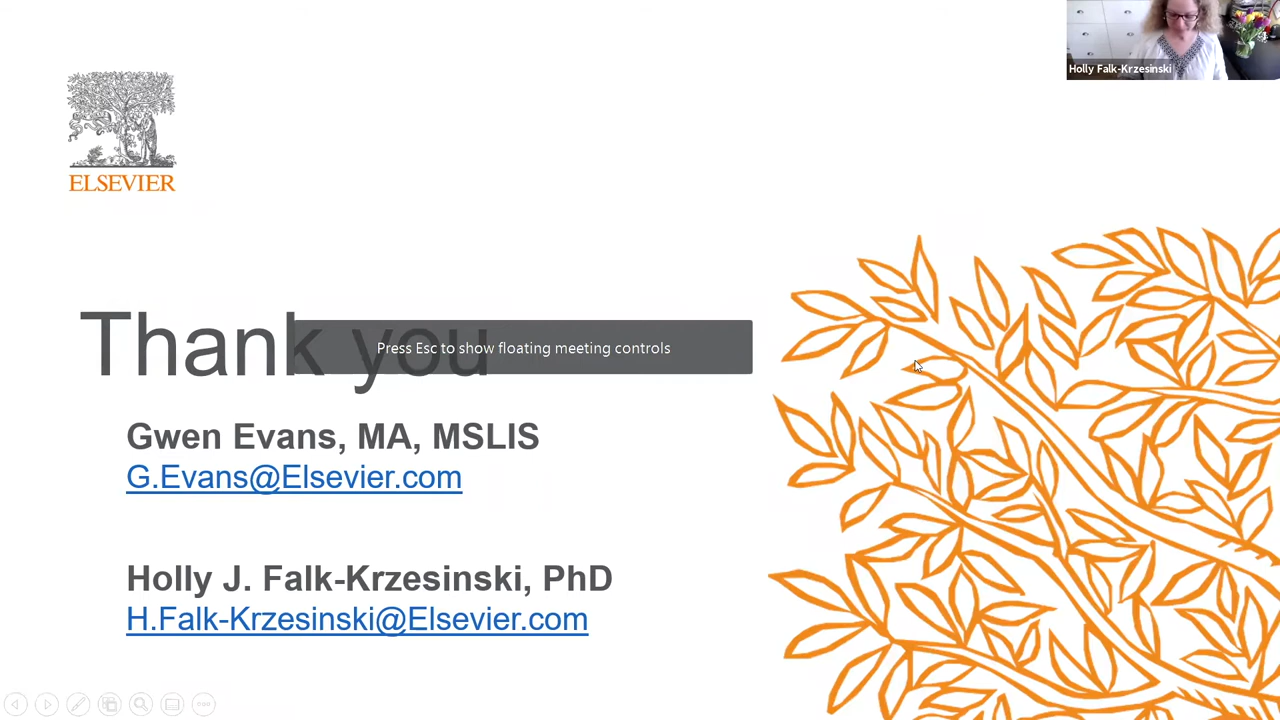 Holly Falk-Krzesinski
ELSEVIER
Thank you
Press Esc to show floating meeting controls
Gwen Evans, MA, MSLIS
G.Evans@Elsevier.com
Holly J. Falk-Krzesinski, PhD
H.Falk-Krzesinski@Elsevier.com